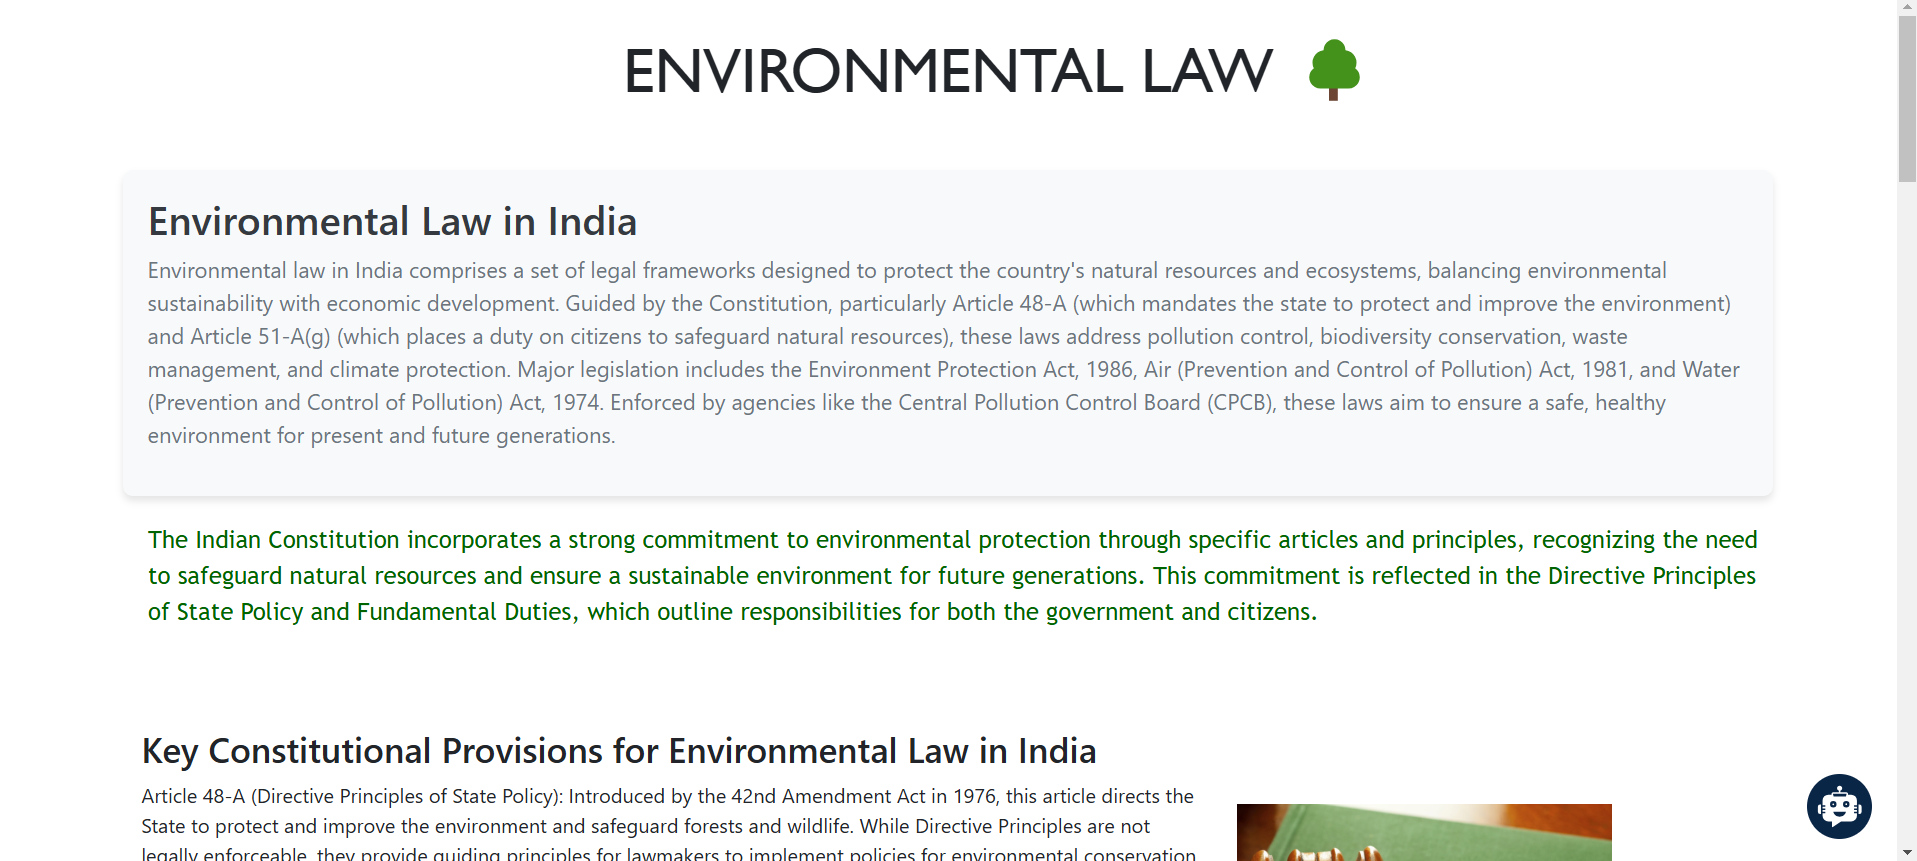 ENVIRONMENTAL LAW
Environmental Law in India
Environmental law in India comprises a set of legal frameworks designed to protect the country's natural resources and ecosystems, balancing environmental
sustainability with economic development. Guided by the Constitution, particularly Article 48-A (which mandates the state to protect and improve the environment)
and Article 51-A(g) (which places a duty on citizens to safeguard natural resources), these laws address pollution control, biodiversity conservation, waste
management, and climate protection. Major legislation includes the Environment Protection Act, 1986, Air (Prevention and Control of Pollution) Act, 1981, and Water
(Prevention and Control of Pollution) Act, 1974. Enforced by agencies like the Central Pollution Control Board (CPCB), these laws aim to ensure a safe, healthy
environment for present and future generations.
The Indian Constitution incorporates a strong commitment to environmental protection through specific articles and principles, recognizing the need
to safeguard natural resources and ensure a sustainable environment for future generations. This commitment is reflected in the Directive Principles
of State Policy and Fundamental Duties, which outline responsibilities for both the government and citizens.
Key Constitutional Provisions for Environmental Law in India
Article 48-A (Directive Principles of State Policy): Introduced by the 42nd Amendment Act in 1976, this article directs the
State to protect and improve the environment and safeguard forests and wildlife. While Directive Principles are not
legally enforceable, they provide guiding principles for lawmakers to implement policies for environmental conservation